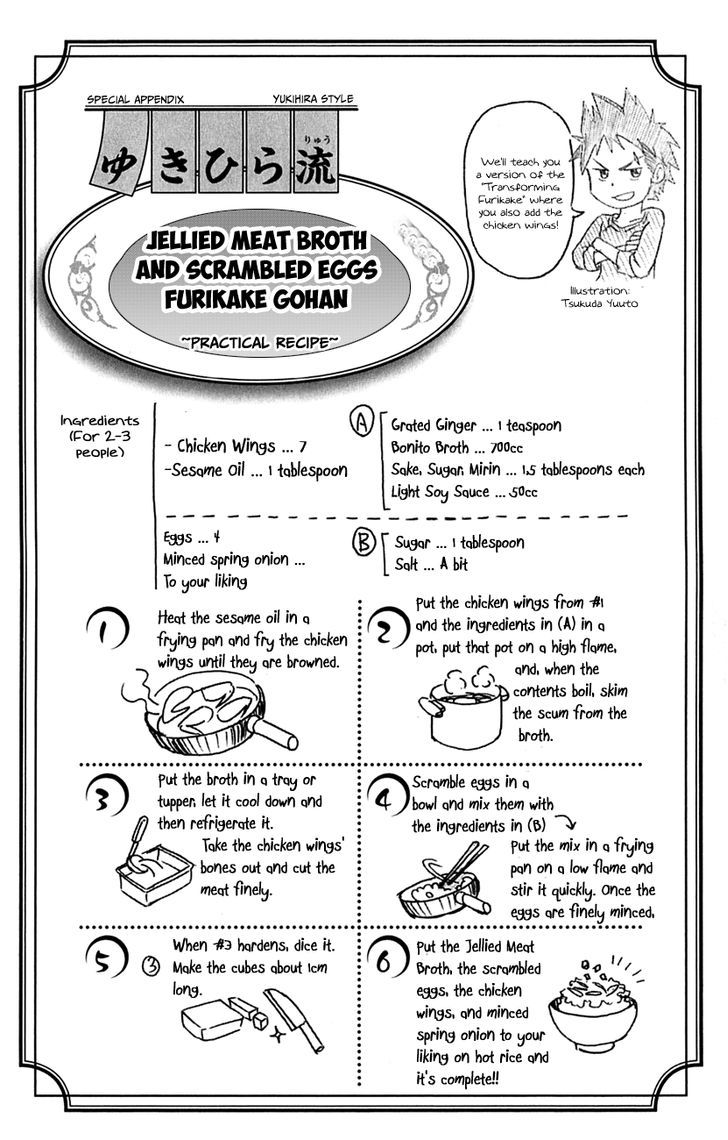 SPECIAL APPENDIX
YUKIHIRA STYLE
りゅう
ゆきひら流
JELLIED MEAT BROTH
AND SCRAMBLED EGGS
FURIKAKE GOHAN
~PRACTICAL RECIPE~
We'll teach you
a version of the
"Transforming
Furikake" where
you also add the
chicken wings!
Illustration:
Tsukuda Yuuto
Ingredients
(For 2-3
people)
- Chicken Wings ... 7
-Sesame Oil ... 1 tablespoon
A
Grated Ginger ... 1 teaspoon
Bonito Broth ... 700cc
Sake, Sugar, Mirin ... 1,5 tablespoons each
Light Soy Sauce ... 50cc
Eggs ... 4
Minced spring onion ...
To your liking
B
Sugar ... 1 tablespoon
Salt ... A bit
1
Heat the sesame oil in a
frying pan and fry the chicken
wings until they are browned.
2
Put the chicken wings from #1
and the ingredients in (A) in a
pot, put that pot on a high flame,
and, when the
contents boil, skim
the scum from the
broth.
3
Put the broth in a tray or
tupper, let it cool down and
then refrigerate it.
Take the chicken wings'
bones out and cut the
meat finely.
4
Scramble eggs in a
bowl and mix them with
the ingredients in (B)
Put the mix in a frying
pan on a low flame and
stir it quickly. Once the
eggs are finely minced,
5
When #3 hardens, dice it.
③ Make the cubes about 1cm
long.
6
Put the Jellied Meat
Broth, the scrambled
eggs, the chicken
wings, and minced
spring onion to your
liking on hot rice and
it's complete!!